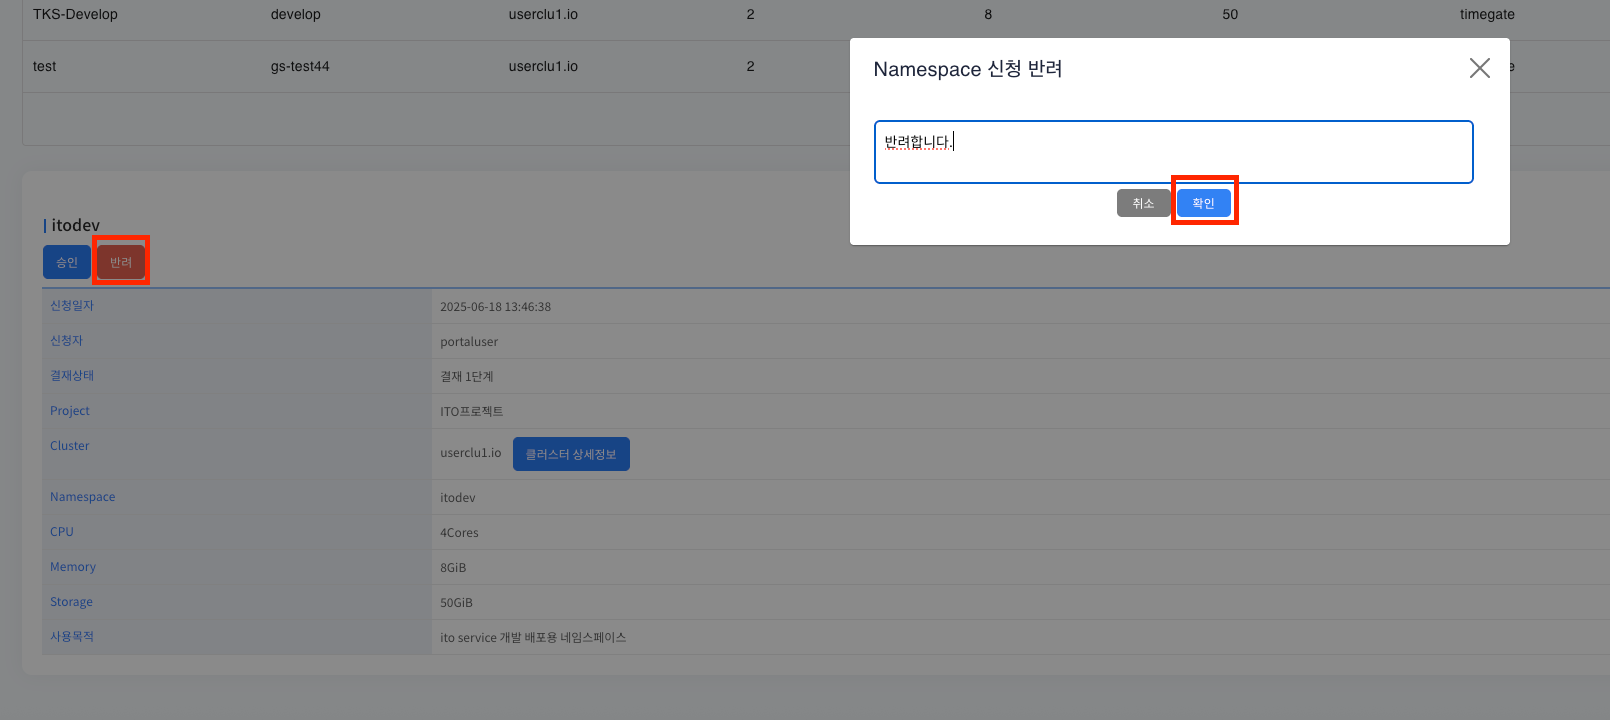 TKS-Develop develop userclu1.io 2 8 50 timegate
test gs-test44 userclu1.io 2
Namespace 신청 반려
반려합니다.
취소 확인
itodev
승인 반려
신청일자 2025-06-18 13:46:38
신청자 portaluser
결재상태 결재 1단계
Project ITO프로젝트
Cluster userclu1.io 클러스터 상세정보
Namespace itodev
CPU 4Cores
Memory 8GiB
Storage 50GiB
사용목적 ito service 개발 배포용 네임스페이스